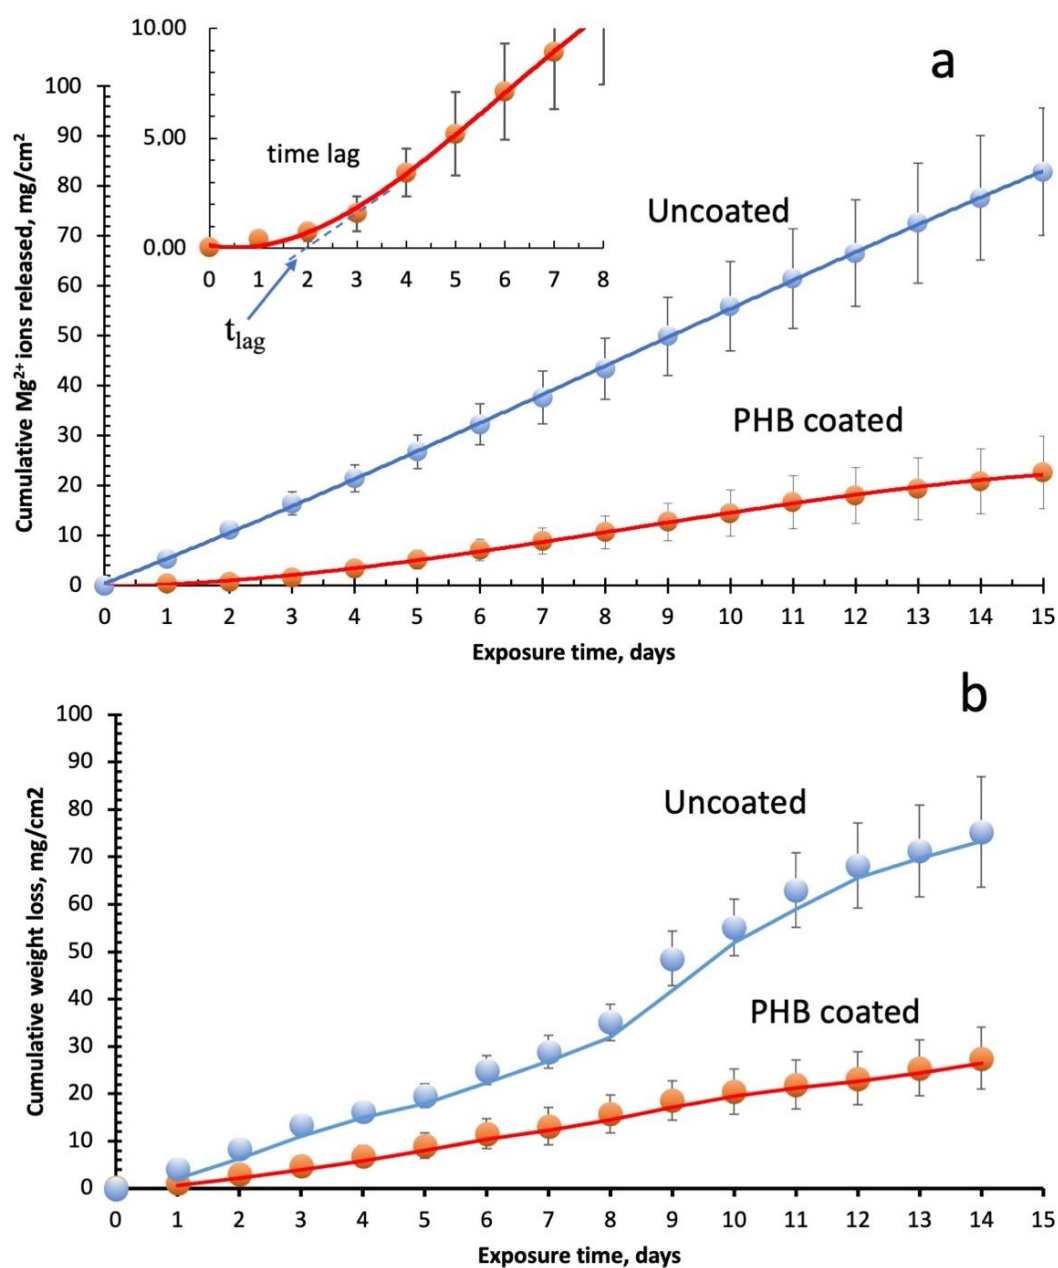 a
Cumulative Mg²⁺ ions released, mg/cm²
100
90
80
70
60
50
40
30
20
10
0
10.00
5.00
0,00
time lag
0 1 2 3 4 5 6 7 8
tlag
Uncoated
PHB coated
0 1 2 3 4 5 6 7 8 9 10 11 12 13 14 15
Exposure time, days
b
Cumulative weight loss, mg/cm2
100
90
80
70
60
50
40
30
20
10
0
Uncoated
PHB coated
0 1 2 3 4 5 6 7 8 9 10 11 12 13 14 15
Exposure time, days